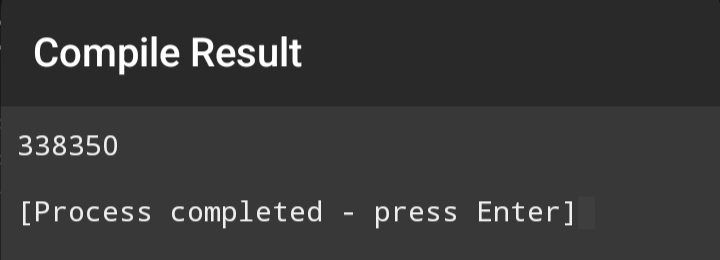 Compile Result
338350
[Process completed - press Enter]